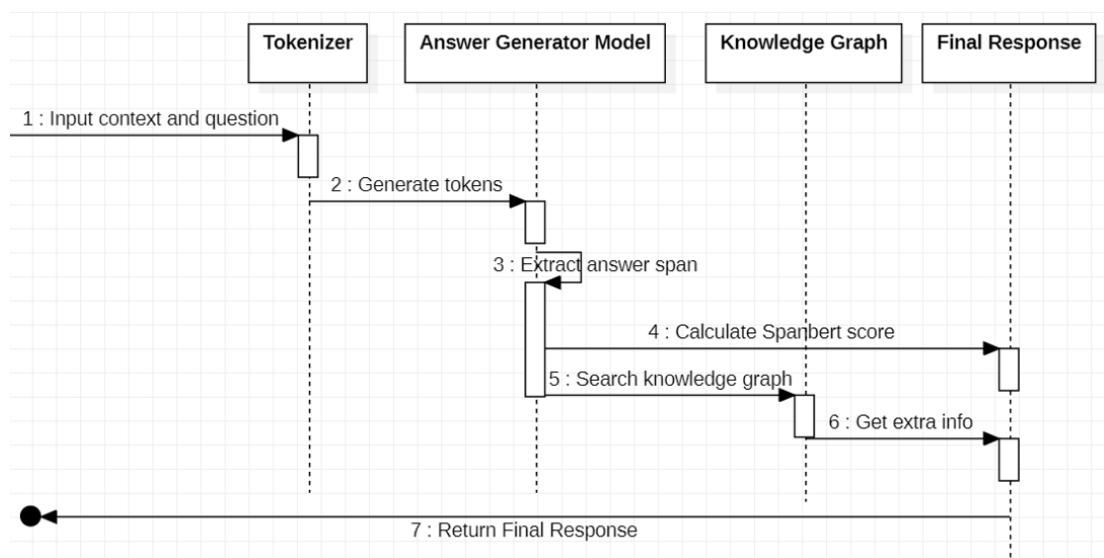 Tokenizer
Answer Generator Model
Knowledge Graph
Final Response
1 : Input context and question
2 : Generate tokens
3 : Extract answer span
4 : Calculate Spanbert score
5 : Search knowledge graph
6 : Get extra info
7 : Return Final Response